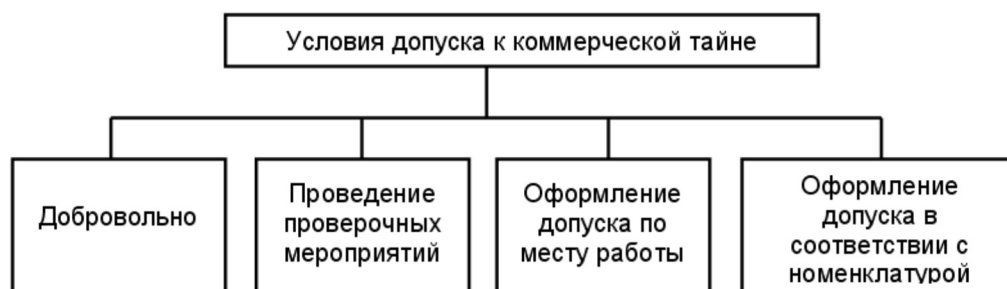 Условия допуска к коммерческой тайне
Добровольно
Проведение
проверочных
мероприятий
Оформление
допуска по
месту работы
Оформление
допуска в
соответствии с
номенклатурой